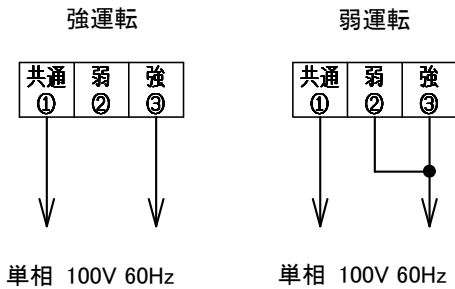 強運転
共通 弱 強
① ② ③
単相 100V 60Hz
弱運転
共通 弱 強
① ② ③
単相 100V 60Hz